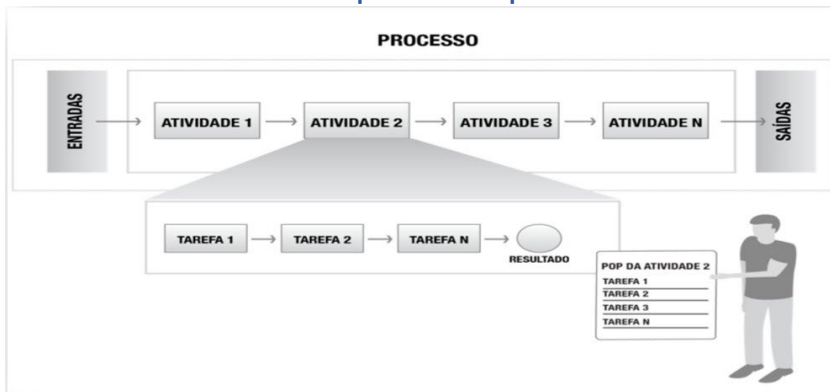 PROCESSO
ENTRADAS
ATIVIDADE 1
ATIVIDADE 2
ATIVIDADE 3
ATIVIDADE N
SAÍDAS
TAREFA 1
TAREFA 2
TAREFA N
RESULTADO
POP DA ATIVIDADE 2
TAREFA 1
TAREFA 2
TAREFA 3
TAREFA N